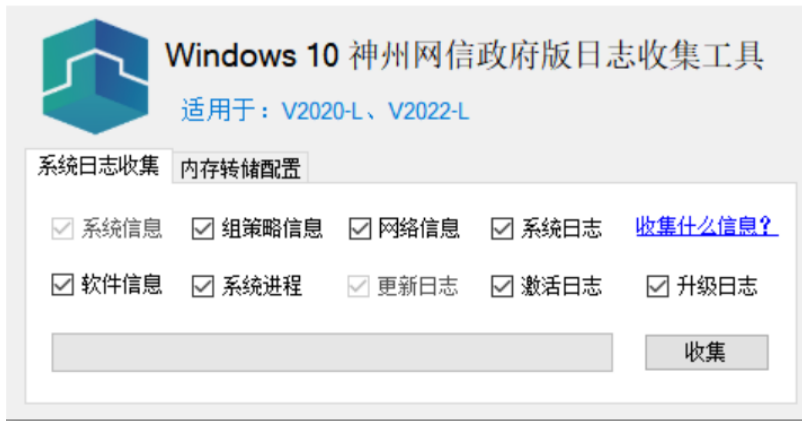 Windows 10 神州网信政府版日志收集工具
适用于：V2020-L、V2022-L
系统日志收集 内存转储配置
系统信息 组策略信息 网络信息 系统日志 收集什么信息？
软件信息 系统进程 更新日志 激活日志 升级日志
收集